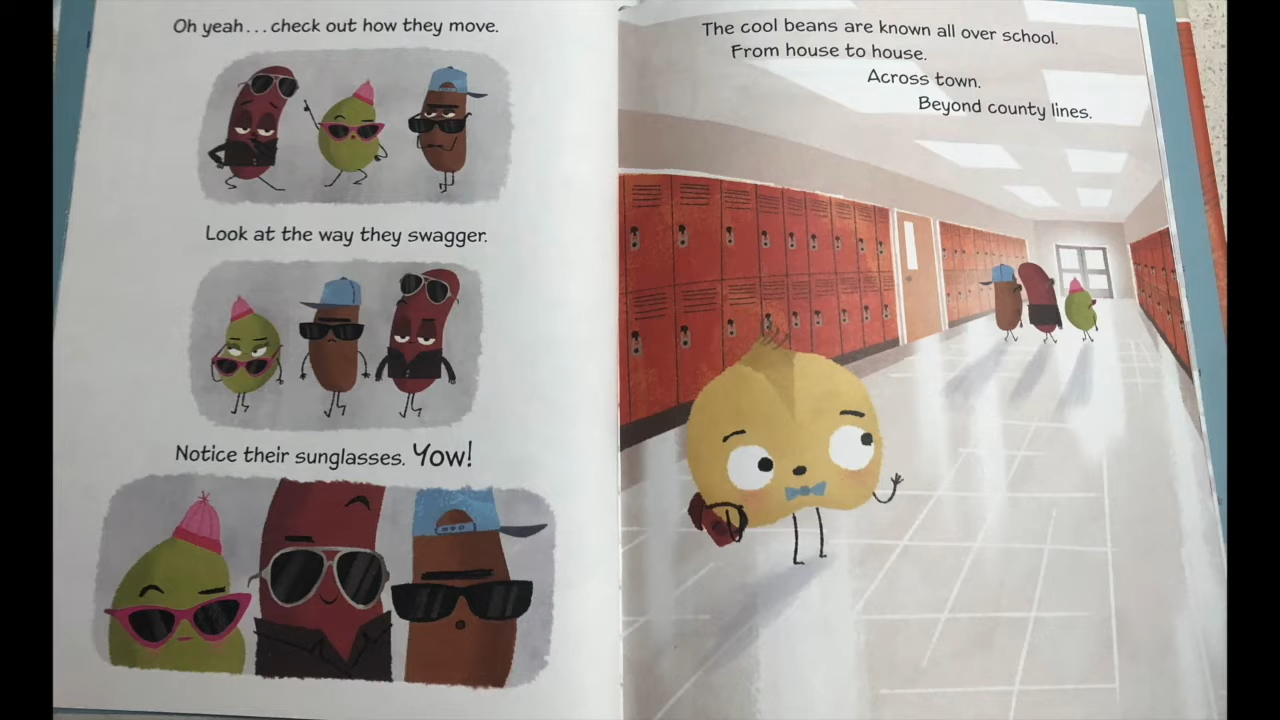 Oh yeah...check out how they move.
Look at the way they swagger.
Notice their sunglasses. Yow!
The cool beans are known all over school.
From house to house.
Across town.
Beyond county lines.